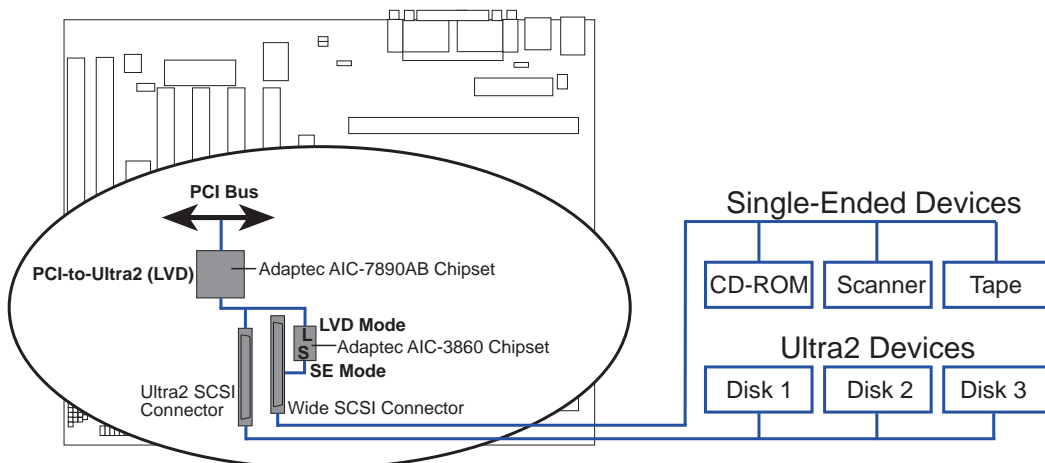 PCI Bus
PCI-to-Ultra2 (LVD)
Adaptec AIC-7890AB Chipset
LVD Mode
L
S
Adaptec AIC-3860 Chipset
SE Mode
Ultra2 SCSI
Connector
Wide SCSI Connector
Single-Ended Devices
CD-ROM
Scanner
Tape
Ultra2 Devices
Disk 1
Disk 2
Disk 3